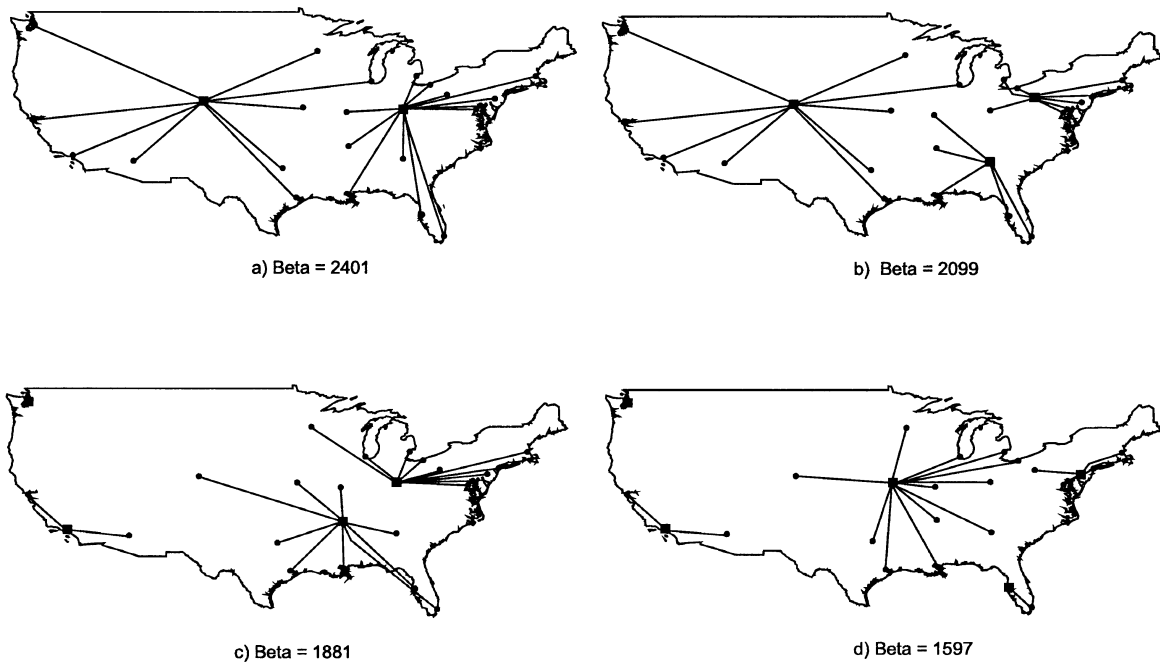 a) Beta = 2401
b) Beta = 2099
c) Beta = 1881
d) Beta = 1597